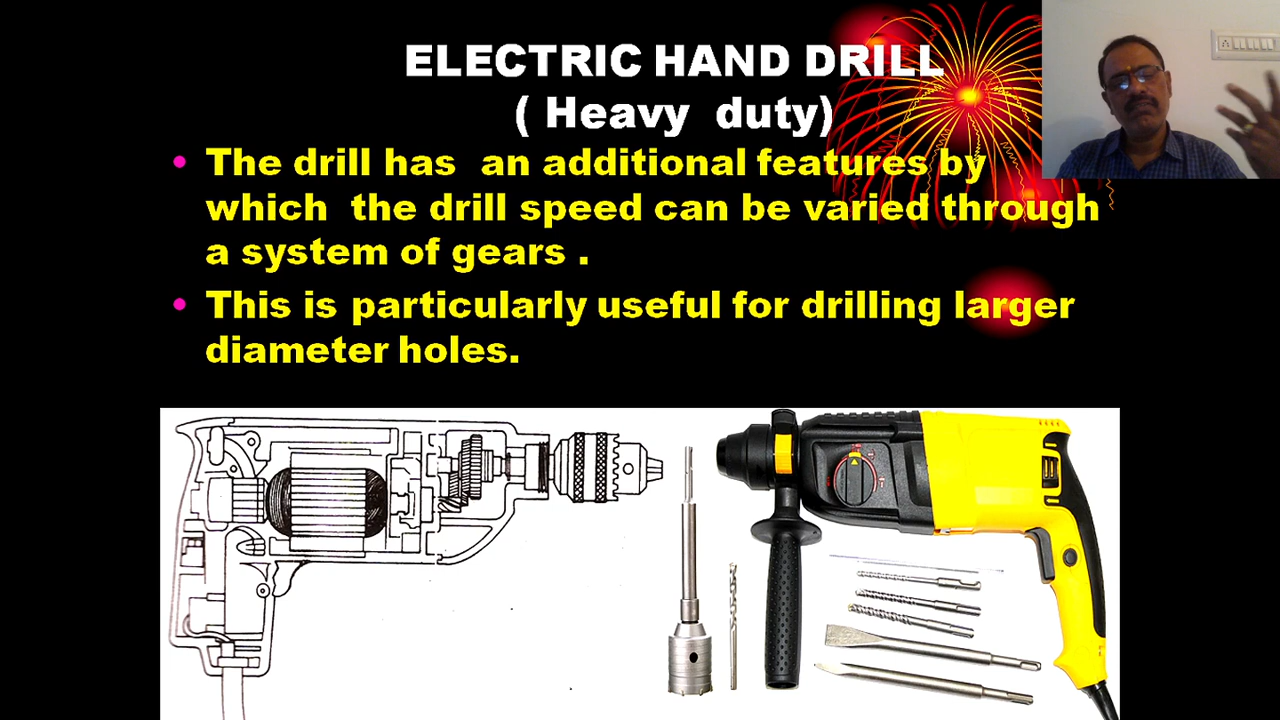 ELECTRIC HAND DRILL
( Heavy duty)
• The drill has an additional features by
which the drill speed can be varied through
a system of gears .
• This is particularly useful for drilling larger
diameter holes.